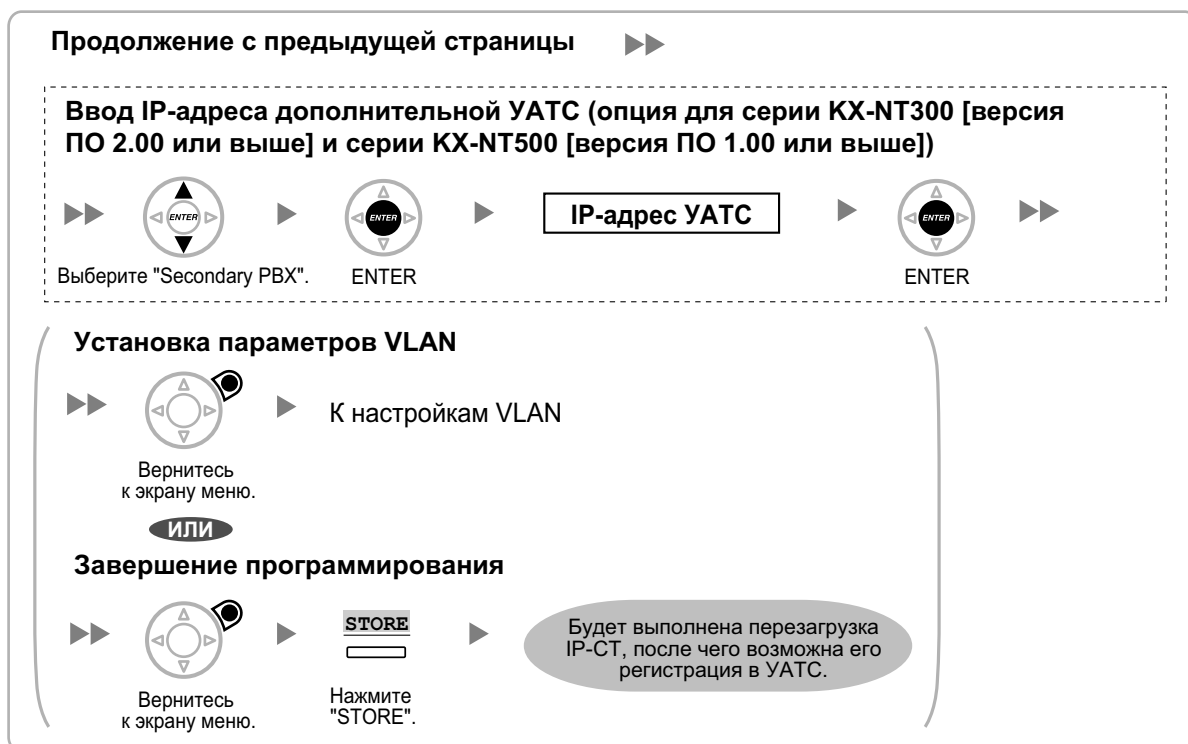 Продолжение с предыдущей страницы
Ввод IP-адреса дополнительной УАТС (опция для серии KX-NT300 [версия
ПО 2.00 или выше] и серии KX-NT500 [версия ПО 1.00 или выше])
ENTER
ENTER
IP-адрес УАТС
ENTER
Выберите "Secondary PBX".
ENTER
ENTER
Установка параметров VLAN
К настройкам VLAN
Вернитесь
к экрану меню.
ИЛИ
Завершение программирования
STORE
Будет выполнена перезагрузка
IP-СТ, после чего возможна его
регистрация в УАТС.
Вернитесь
к экрану меню.
Нажмите
"STORE".